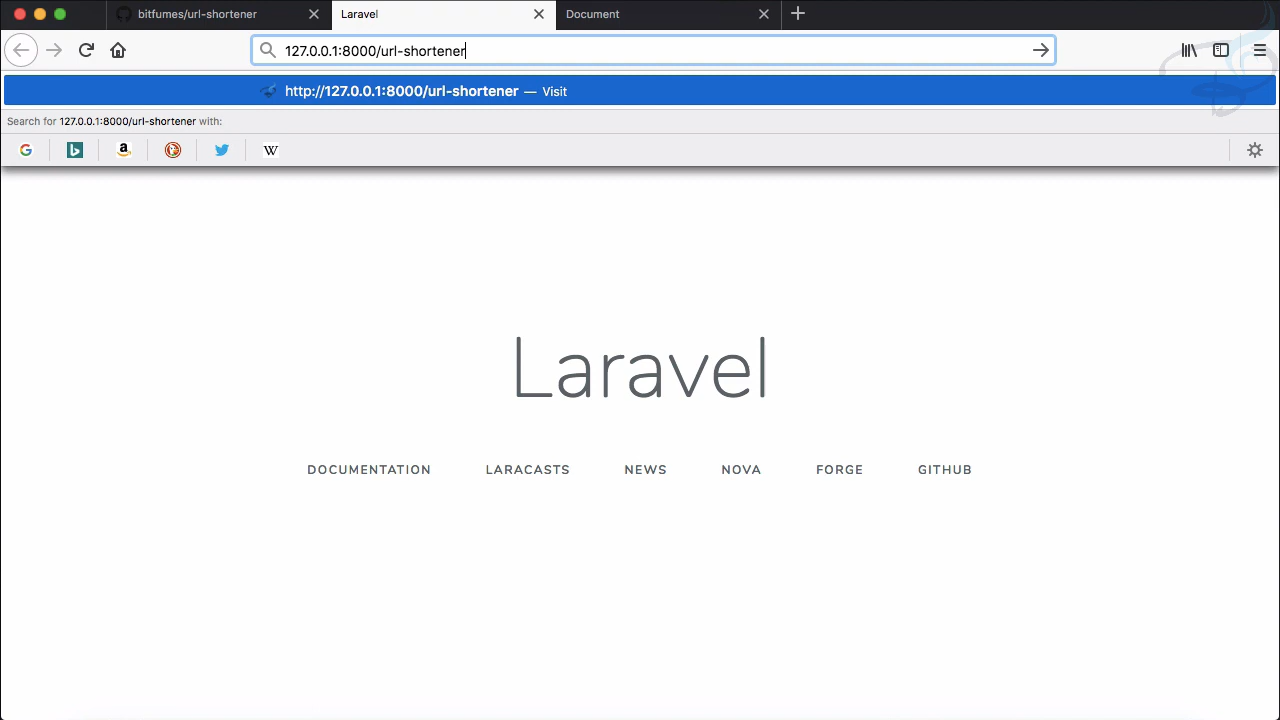 bitfumes/url-shortener
Laravel
Document
127.0.0.1:8000/url-shortener
http://127.0.0.1:8000/url-shortener — Visit
Search for 127.0.0.1:8000/url-shortener with:
Laravel
DOCUMENTATION LARACASTS NEWS NOVA FORGE GITHUB